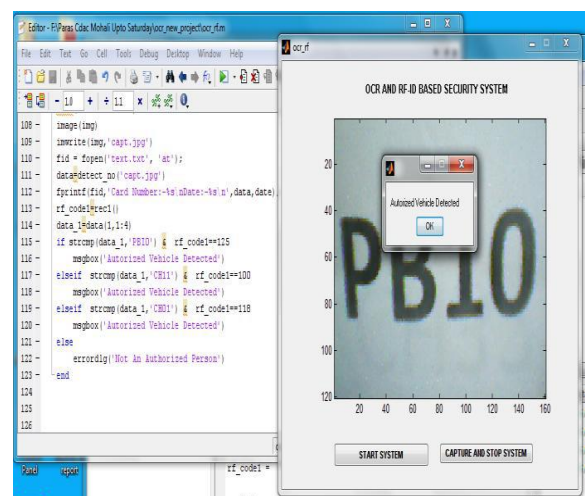 Editor - F:\Paras Cdac Mohali Upto Saturday\ocr_new_project\ocr_rf.m
File Edit Text Go Cell Tools Debug Desktop Window Help
- 1.0 + ÷ 1.1 x
108 - image(img)
109 - imwrite(img,'capt.jpg')
110 - fid = fopen('text.txt', 'at');
111 - data=detect_no('capt.jpg')
112 - fprintf(fid,'Card Number:-%s\nDate:-%s\n',data,date)
113 - rf_code1=rec1()
114 - data_1=data(1,1:4)
115 - if strcmp(data_1,'PBIO') & rf_code1==125
116 - msgbox('Autorized Vehicle Detected')
117 - elseif strcmp(data_1,'CH11') & rf_code1==100
118 - msgbox('Autorized Vehicle Detected')
119 - elseif strcmp(data_1,'CH01') & rf_code1==118
120 - msgbox('Autorized Vehicle Detected')
121 - else
122 - errordlg('Not An Authorized Person')
123 - end
124
125
126
Panel report
rf_code1 =
ocr_rf
OCR AND RF-ID BASED SECURITY SYSTEM
Autorized Vehicle Detected
OK
PBIO
20
40
60
80
100
120
20 40 60 80 100 120 140 160
START SYSTEM CAPTURE AND STOP SYSTEM